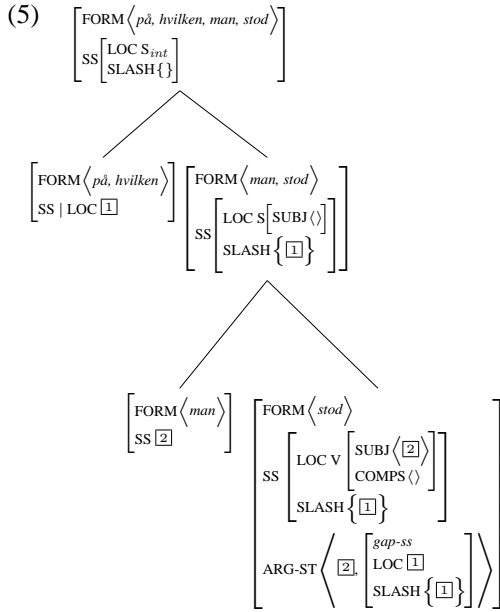 (5)
[FORM⟨på, hvilken, man, stod⟩
SS[LOC S_int
SLASH{}]]
[FORM⟨på, hvilken⟩
SS | LOC [1]]
[FORM⟨man, stod⟩
SS[LOC S[SUBJ⟨⟩]
SLASH{[1]}]]
[FORM⟨man⟩
SS [2]]
[FORM⟨stod⟩
SS[LOC V[SUBJ⟨[2]⟩
COMPS⟨⟩]
SLASH{[1]}]
ARG-ST⟨[2], [gap-ss
LOC [1]
SLASH{[1]}]⟩]